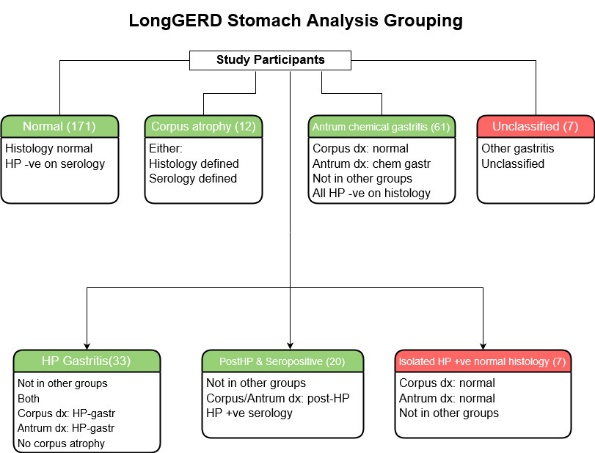 LongGERD Stomach Analysis Grouping
Study Participants
Normal (171)
Histology normal
HP -ve on serology
Corpus atrophy (12)
Either:
Histology defined
Serology defined
Antrum chemical gastritis (61)
Corpus dx: normal
Antrum dx: chem gastr
Not in other groups
All HP -ve on histology
Unclassified (7)
Other gastritis
Unclassified
HP Gastritis(33)
Not in other groups
Both
Corpus dx: HP-gastr
Antrum dx: HP-gastr
No corpus atrophy
PostHP & Seropositive (20)
Not in other groups
Corpus/Antrum dx: post-HP
HP +ve serology
Isolated HP +ve normal histology (7)
Corpus dx: normal
Antrum dx: normal
Not in other groups